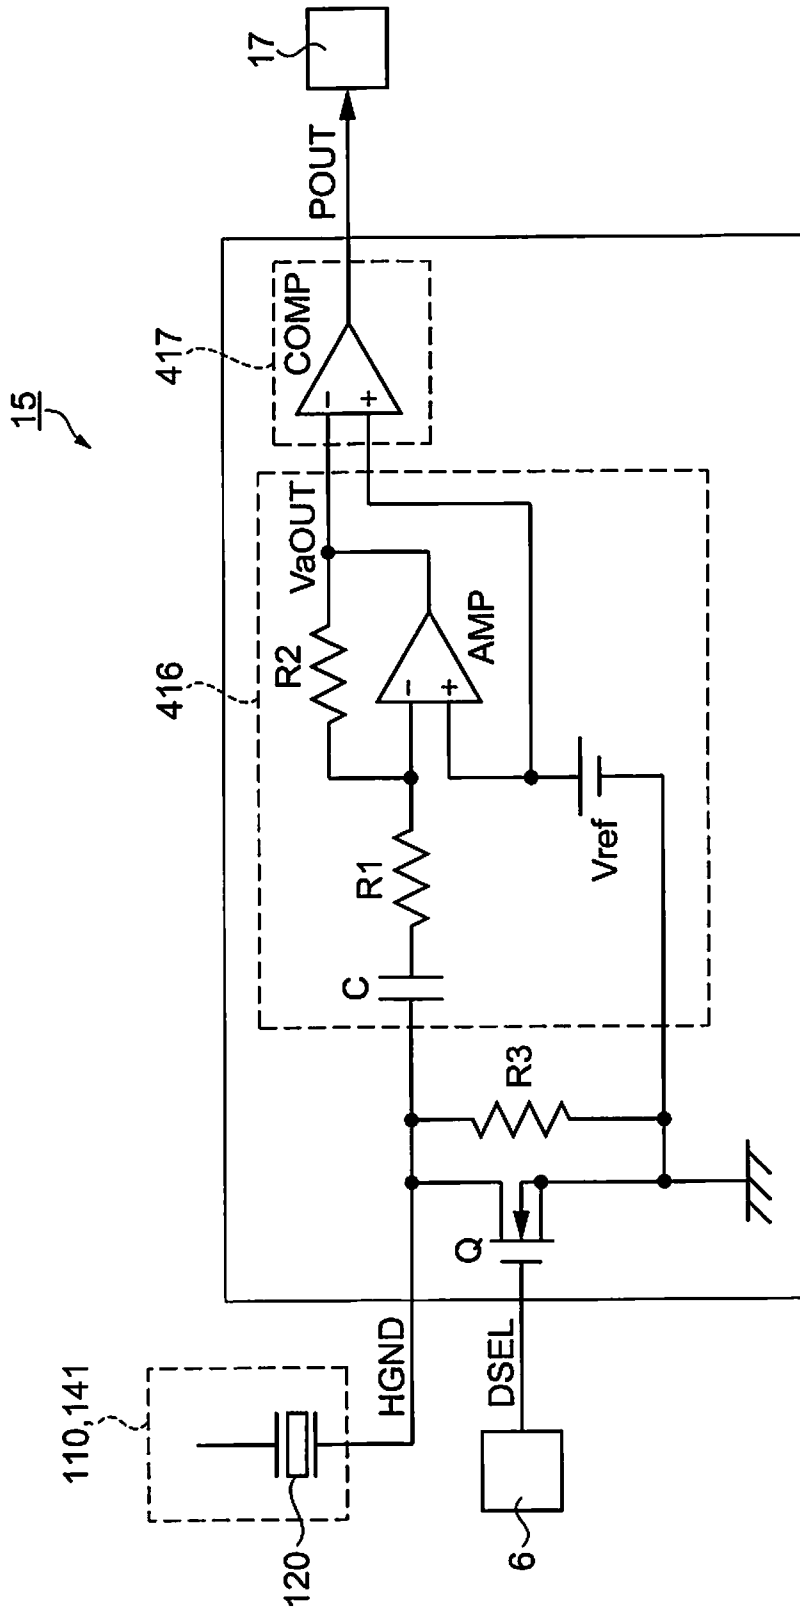 15
17
POUT
417
COMP
−
+
416
VaOUT
R2
AMP
−
+
R1
C
Vref
R3
Q
HGND
DSEL
110,141
120
6